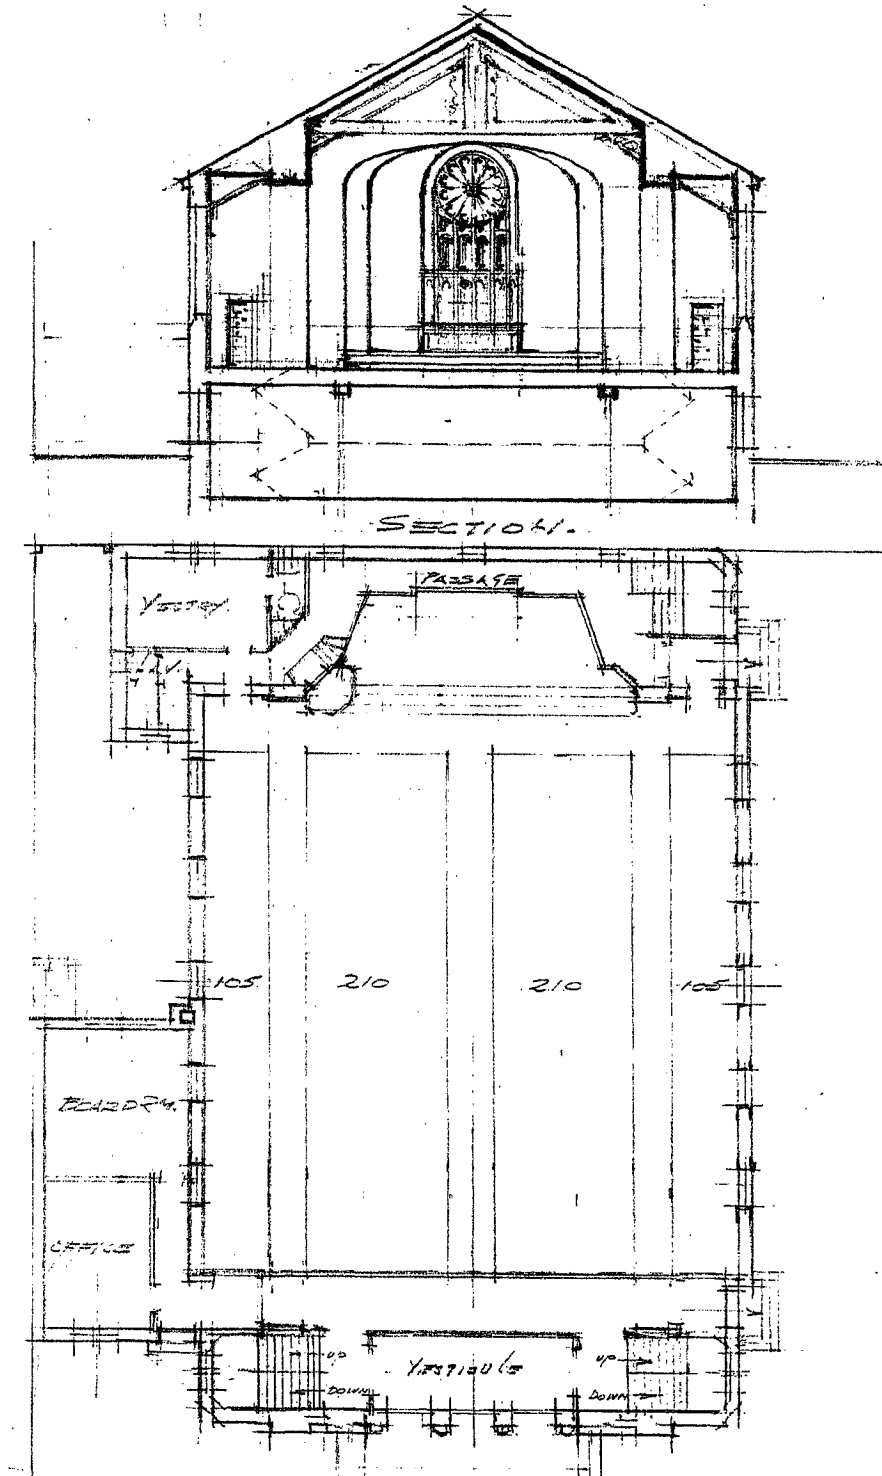 SECTION.
PASSAGE
VESTRY.
105
210
210
105
BOARD RM.
OFFICE
UP
VESTIBULE
UP
DOWN
DOWN